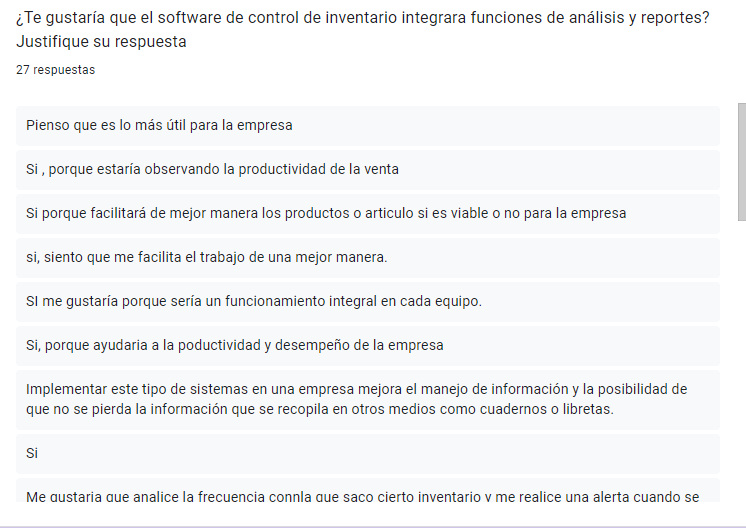 ¿Te gustaría que el software de control de inventario integrara funciones de análisis y reportes?
Justifique su respuesta
27 respuestas
Pienso que es lo más útil para la empresa
Si , porque estaría observando la productividad de la venta
Si porque facilitará de mejor manera los productos o articulo si es viable o no para la empresa
si, siento que me facilita el trabajo de una mejor manera.
SI me gustaría porque sería un funcionamiento integral en cada equipo.
Si, porque ayudaria a la poductividad y desempeño de la empresa
Implementar este tipo de sistemas en una empresa mejora el manejo de información y la posibilidad de
que no se pierda la información que se recopila en otros medios como cuadernos o libretas.
Si
Me gustaria que analice la frecuencia connla que saco cierto inventario y me realice una alerta cuando se